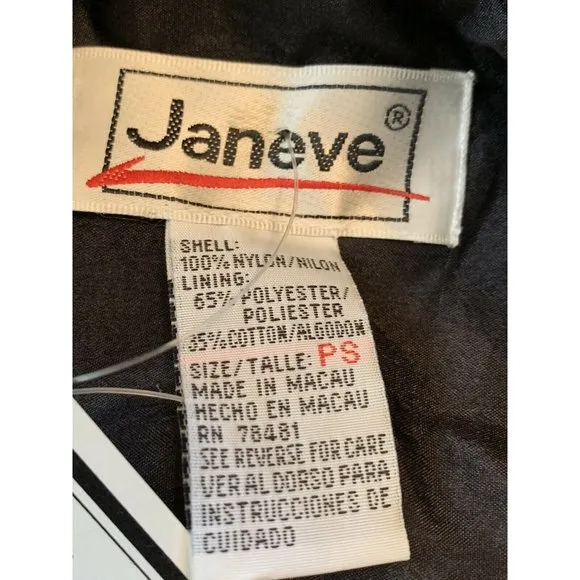 Janeve®
SHELL:
100% NYLON/NILON
LINING:
65% POLYESTER/
POLIESTER
35% COTTON/ALGODON
SIZE/TALLE: PS
MADE IN MACAU
HECHO EN MACAU
RN 78481
SEE REVERSE FOR CARE
VER AL DORSO PARA
INSTRUCCIONES DE
CUIDADO